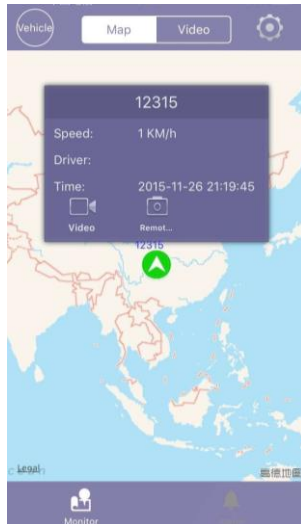 Vehicle
Map
Video
12315
Speed: 1 KM/h
Driver:
Time: 2015-11-26 21:19:45
Video
Remot...
12315
Legal
高德地图
Monitor